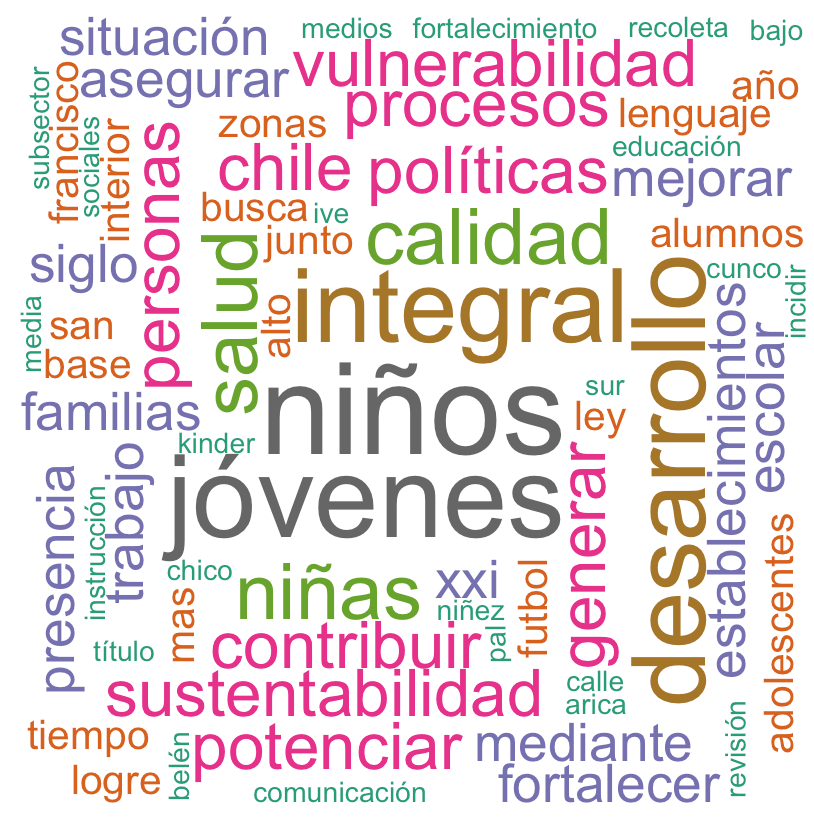 situación
medios
fortalecimiento
recoleta
bajo
asegurar
vulnerabilidad
año
subsector
francisco
procesos
lenguaje
sociales
interior
personas
zonas
chile
políticas
educación
mejorar
busca
ive
junto
calidad
alumnos
siglo
salud
alto
integral
desarrollo
cunco
incidir
media
san
base
establecimientos
escolar
familias
niños
sur
ley
kinder
jóvenes
presencia
instrucción
trabajo
generar
chico
niñas
xxi
niñez
futbol
adolescentes
título
mas
contribuir
pal
sustentabilidad
calle
arica
tiempo
belén
potenciar
mediante
revisión
logre
comunicación
fortalecer